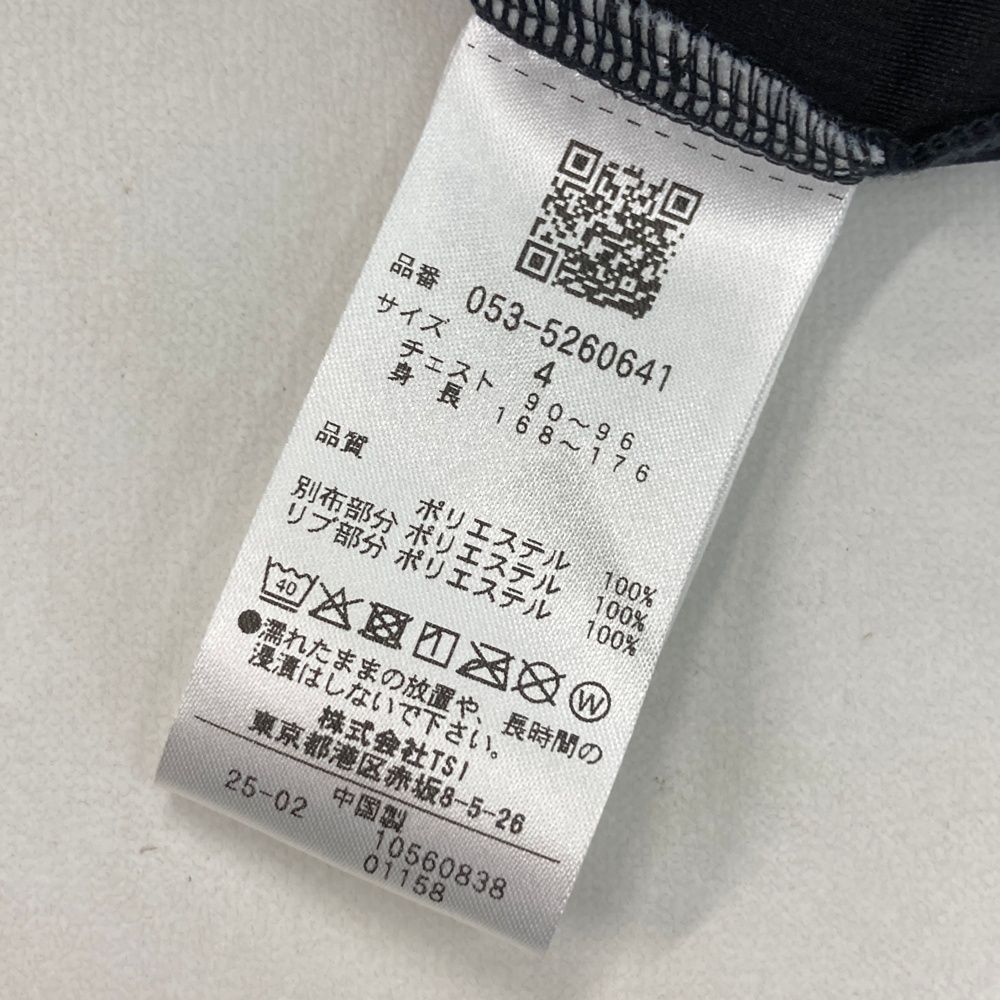 品番 053-5260641
サイズ 4
チェスト 90～96
身長 168～176
品質
ポリエステル 100%
別布部分 ポリエステル 100%
リブ部分 ポリエステル 100%
40 W
●濡れたままの放置や、長時間の
浸漬はしないで下さい。
株式会社TSI
東京都港区赤坂8-5-26
25-02 中国製
10560838
01158